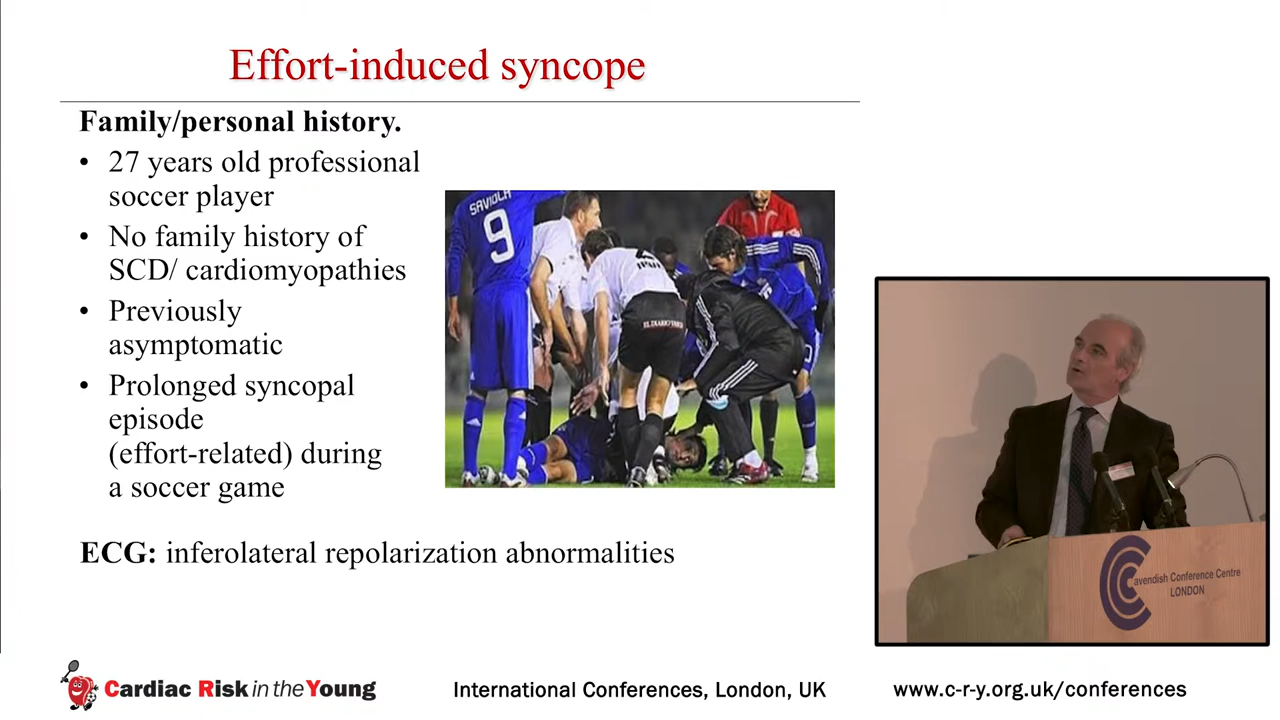 Effort-induced syncope
Family/personal history.
• 27 years old professional
soccer player
• No family history of
SCD/ cardiomyopathies
• Previously
asymptomatic
• Prolonged syncopal
episode
(effort-related) during
a soccer game
ECG: inferolateral repolarization abnormalities
SAVIOLA
9
avendish Conference Centre
LONDON
Cardiac Risk in the Young
International Conferences, London, UK
www.c-r-y.org.uk/conferences